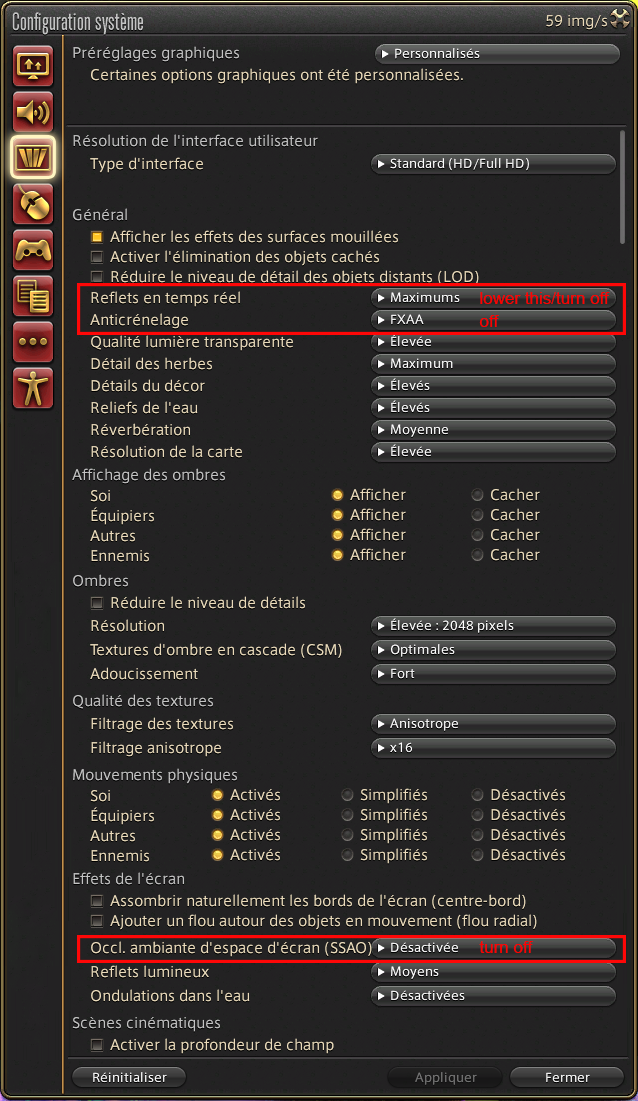 Configuration système 59 img/s
Préréglages graphiques Personnalisés
Certaines options graphiques ont été personnalisées.
Résolution de l'interface utilisateur
Type d'interface Standard (HD/Full HD)
Général
Afficher les effets des surfaces mouillées
Activer l'élimination des objets cachés
Réduire le niveau de détail des objets distants (LOD)
Reflets en temps réel Maximums lower this/turn off
Anticrénelage FXAA off
Qualité lumière transparente Élevée
Détail des herbes Maximum
Détails du décor Élevés
Reliefs de l'eau Élevés
Réverbération Moyenne
Résolution de la carte Élevée
Affichage des ombres
Soi Afficher Cacher
Équipiers Afficher Cacher
Autres Afficher Cacher
Ennemis Afficher Cacher
Ombres
Réduire le niveau de détails
Résolution Élevée : 2048 pixels
Textures d'ombre en cascade (CSM) Optimales
Adoucissement Fort
Qualité des textures
Filtrage des textures Anisotrope
Filtrage anisotrope x16
Mouvements physiques
Soi Activés Simplifiés Désactivés
Équipiers Activés Simplifiés Désactivés
Autres Activés Simplifiés Désactivés
Ennemis Activés Simplifiés Désactivés
Effets de l'écran
Assombrir naturellement les bords de l'écran (centre-bord)
Ajouter un flou autour des objets en mouvement (flou radial)
Occl. ambiante d'espace d'écran (SSAO) Désactivée turn off
Reflets lumineux Moyens
Ondulations dans l'eau Désactivées
Scènes cinématiques
Activer la profondeur de champ
Réinitialiser Appliquer Fermer